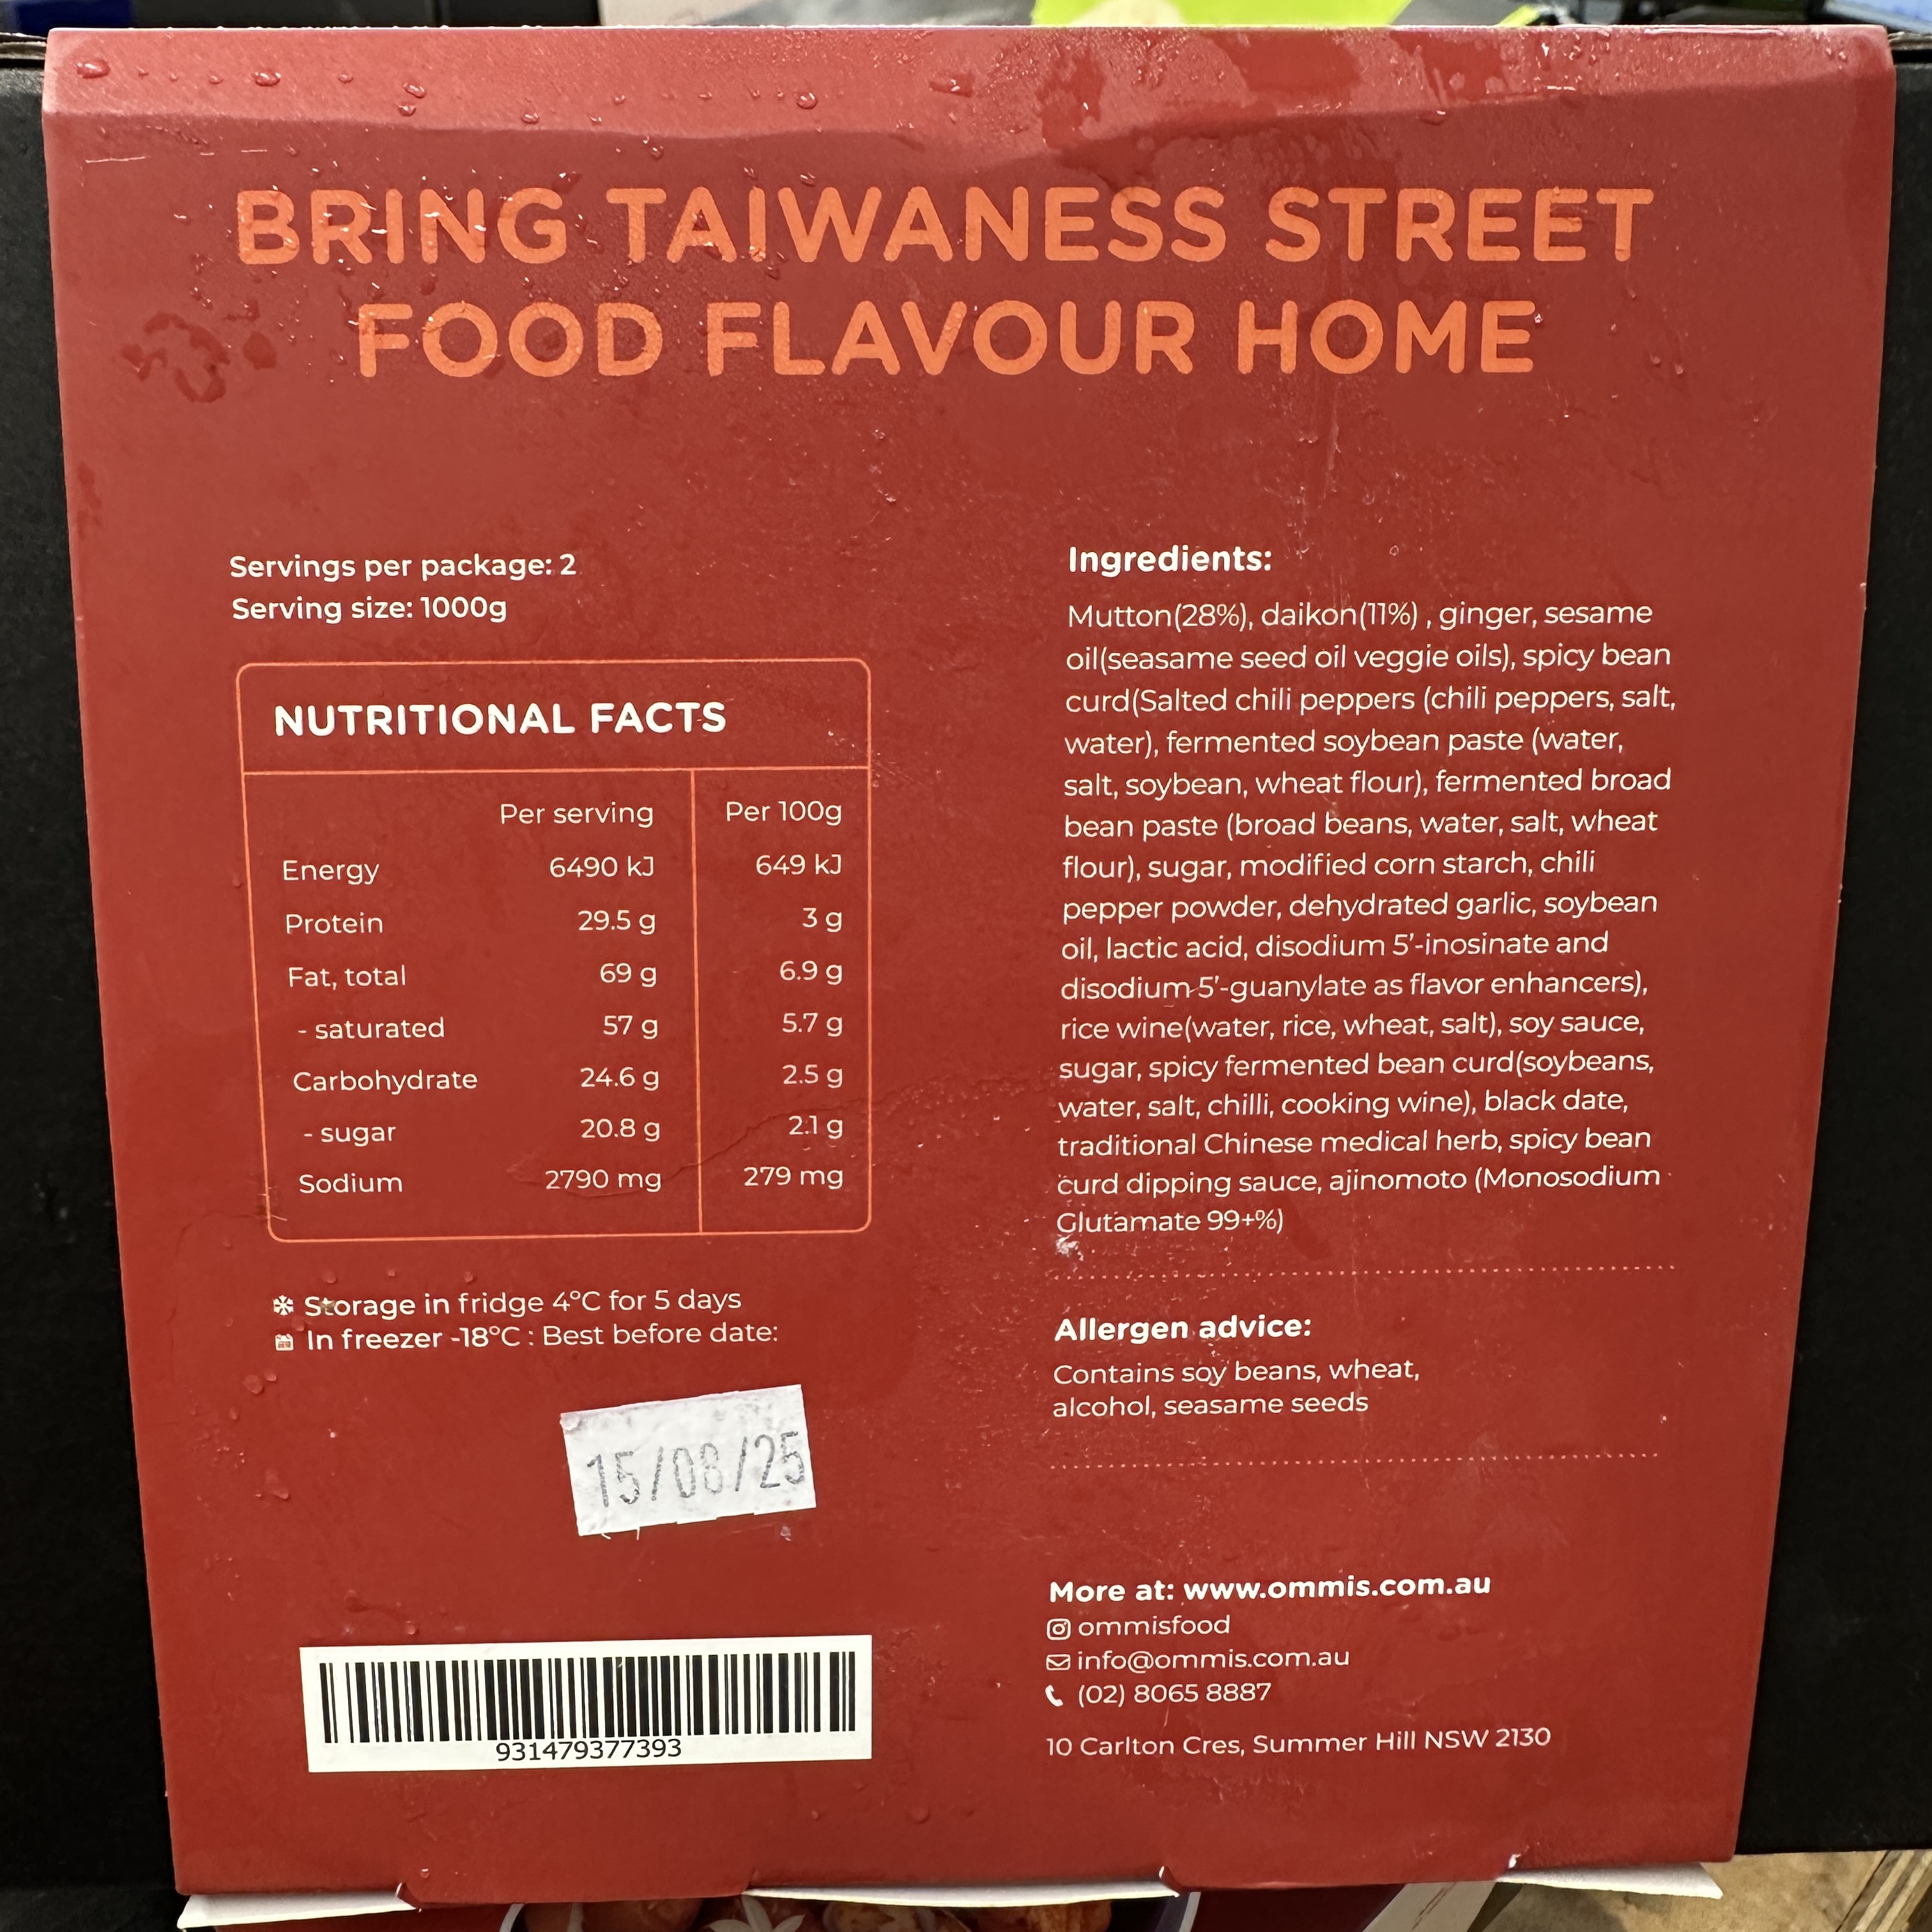 BRING TAIWANESS STREET
FOOD FLAVOUR HOME
Servings per package: 2
Serving size: 1000g
NUTRITIONAL FACTS
Per serving Per 100g
Energy 6490 kJ 649 kJ
Protein 29.5 g 3 g
Fat, total 69 g 6.9 g
- saturated 57 g 5.7 g
Carbohydrate 24.6 g 2.5 g
- sugar 20.8 g 2.1 g
Sodium 2790 mg 279 mg
Storage in fridge 4°C for 5 days
In freezer -18°C : Best before date:
15/08/25
931479377393
Ingredients:
Mutton(28%), daikon(11%) , ginger, sesame
oil(seasame seed oil veggie oils), spicy bean
curd(Salted chili peppers (chili peppers, salt,
water), fermented soybean paste (water,
salt, soybean, wheat flour), fermented broad
bean paste (broad beans, water, salt, wheat
flour), sugar, modified corn starch, chili
pepper powder, dehydrated garlic, soybean
oil, lactic acid, disodium 5'-inosinate and
disodium 5'-guanylate as flavor enhancers),
rice wine(water, rice, wheat, salt), soy sauce,
sugar, spicy fermented bean curd(soybeans,
water, salt, chilli, cooking wine), black date,
traditional Chinese medical herb, spicy bean
curd dipping sauce, ajinomoto (Monosodium
Glutamate 99+%)
Allergen advice:
Contains soy beans, wheat,
alcohol, seasame seeds
More at: www.ommis.com.au
ommisfood
info@ommis.com.au
(02) 8065 8887
10 Carlton Cres, Summer Hill NSW 2130